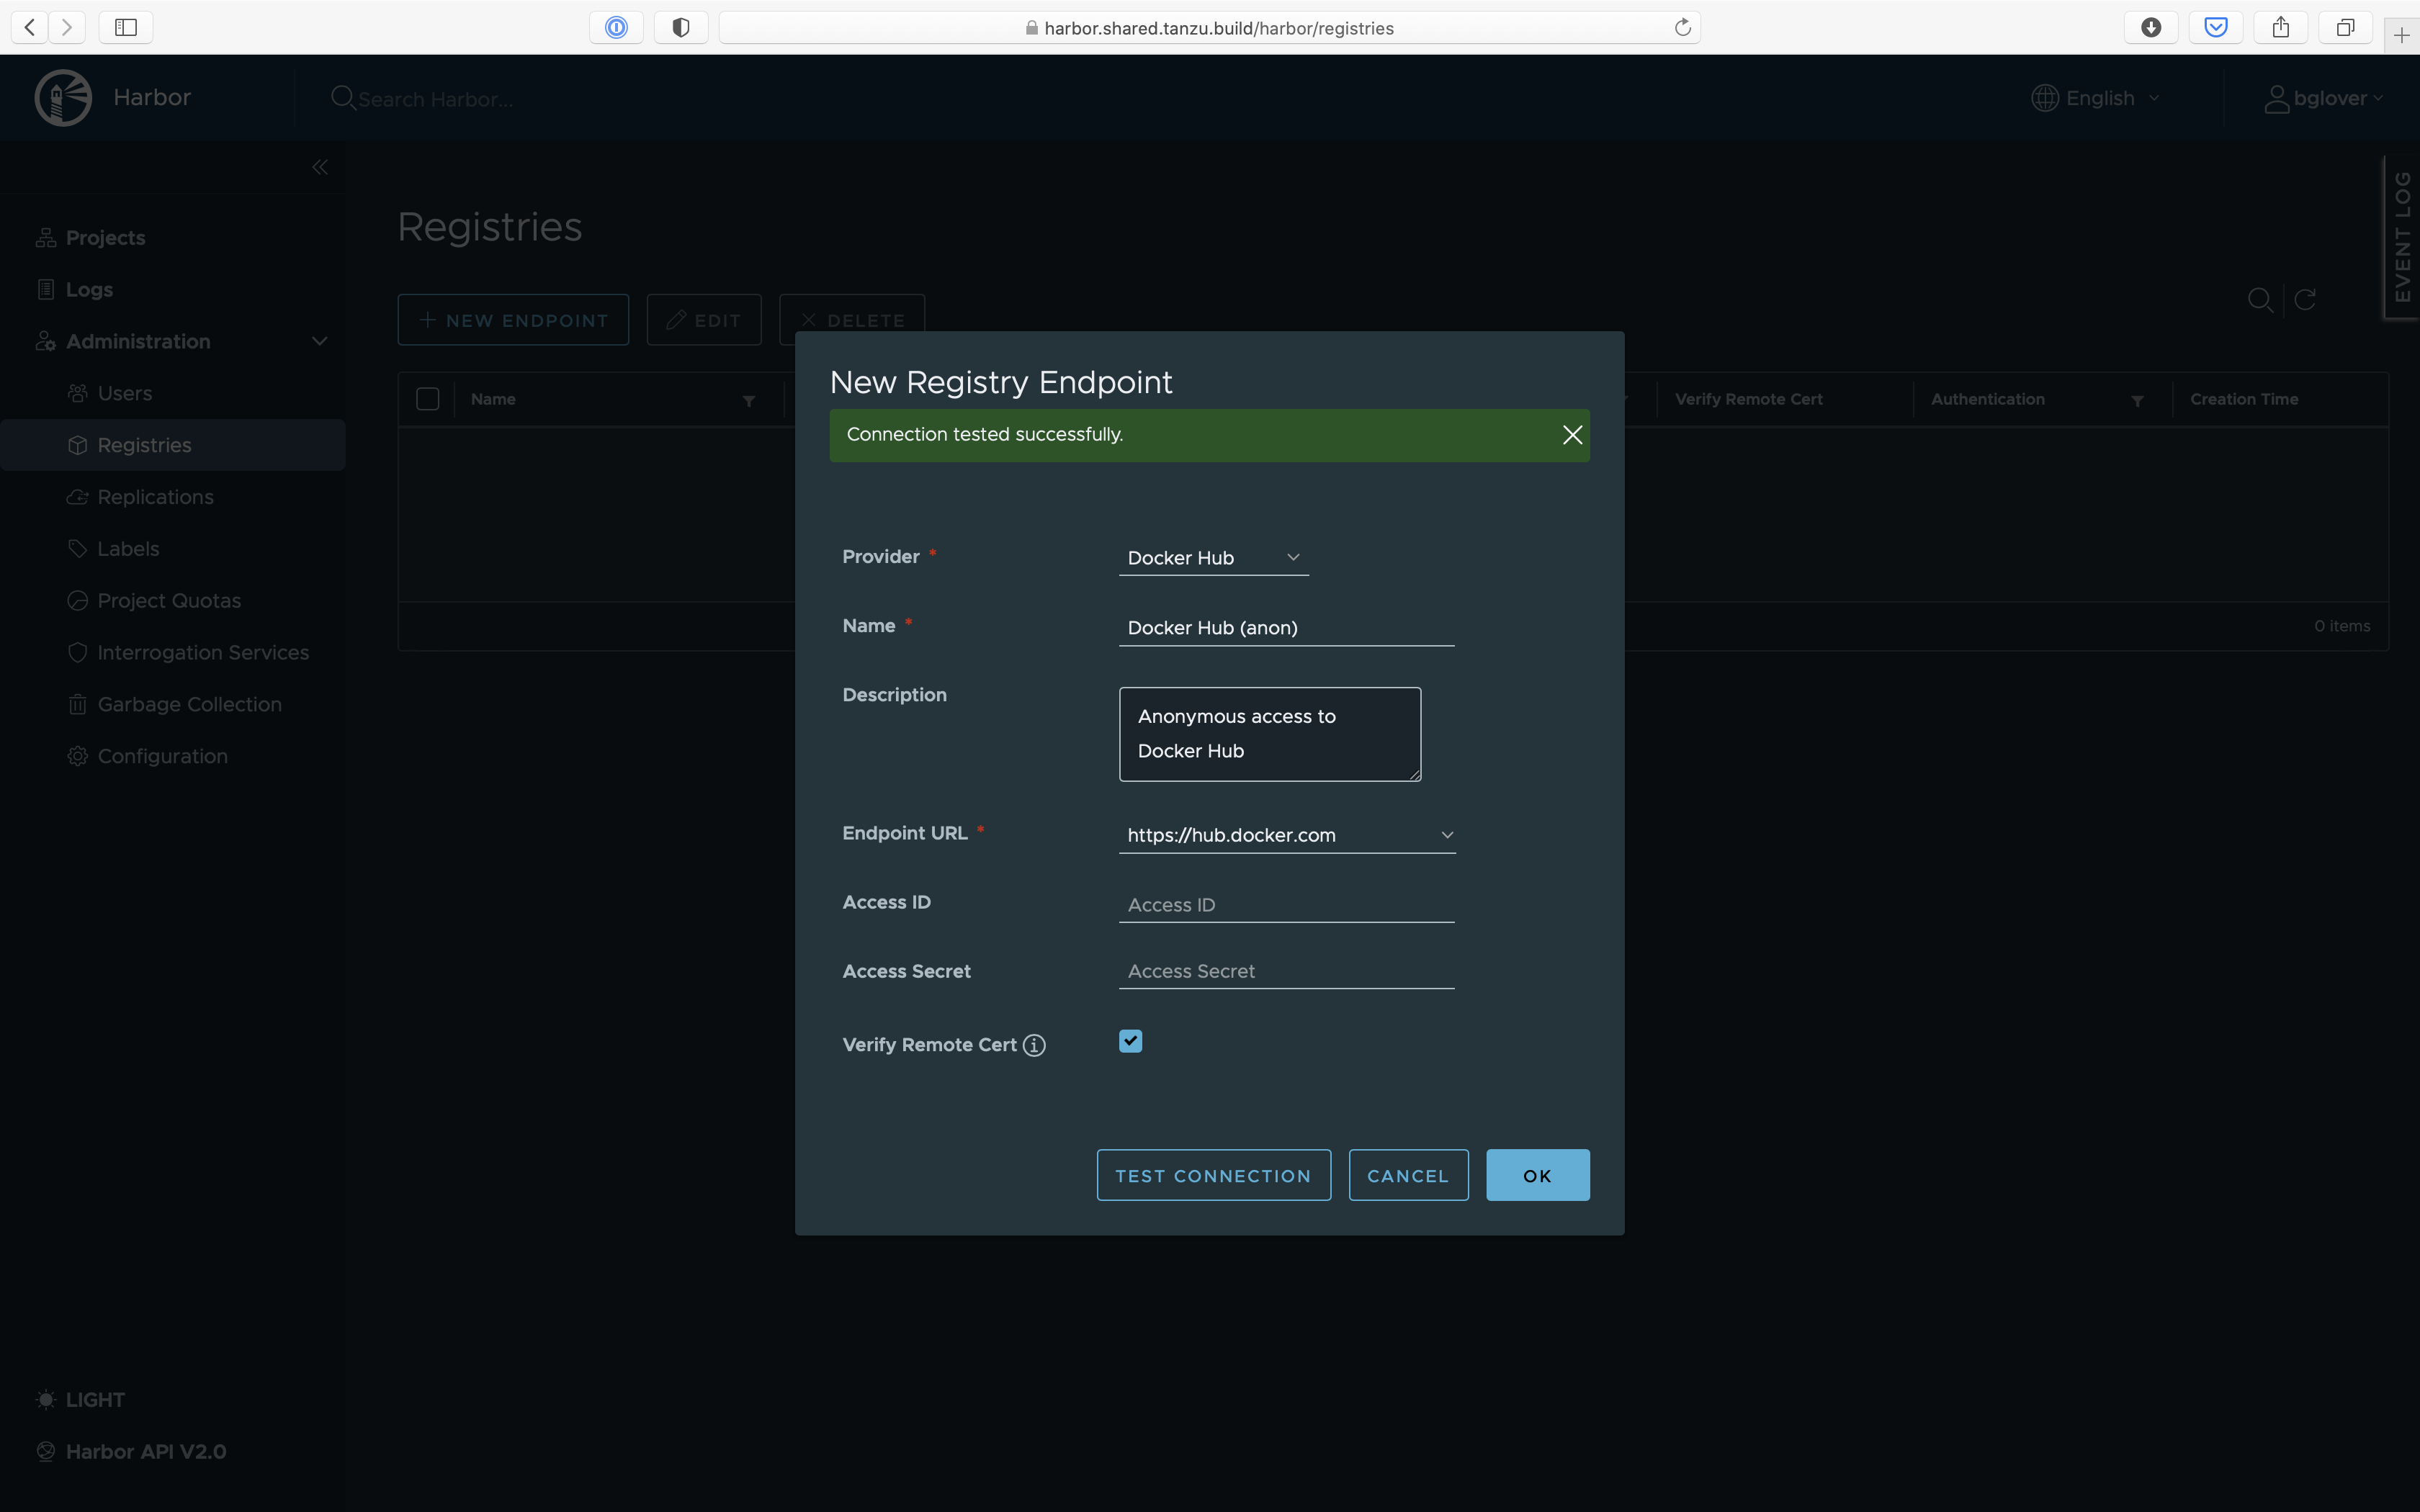 harbor.shared.tanzu.build/harbor/registries
Harbor
Search Harbor...
English
bglover
EVENT LOG
Projects
Logs
Administration
Users
Registries
Replications
Labels
Project Quotas
Interrogation Services
Garbage Collection
Configuration
LIGHT
Harbor API V2.0
Registries
NEW ENDPOINT
EDIT
DELETE
Name
Verify Remote Cert
Authentication
Creation Time
0 items
New Registry Endpoint
Connection tested successfully.
Provider *
Docker Hub
Name *
Docker Hub (anon)
Description
Anonymous access to
Docker Hub
Endpoint URL *
https://hub.docker.com
Access ID
Access ID
Access Secret
Access Secret
Verify Remote Cert
TEST CONNECTION
CANCEL
OK